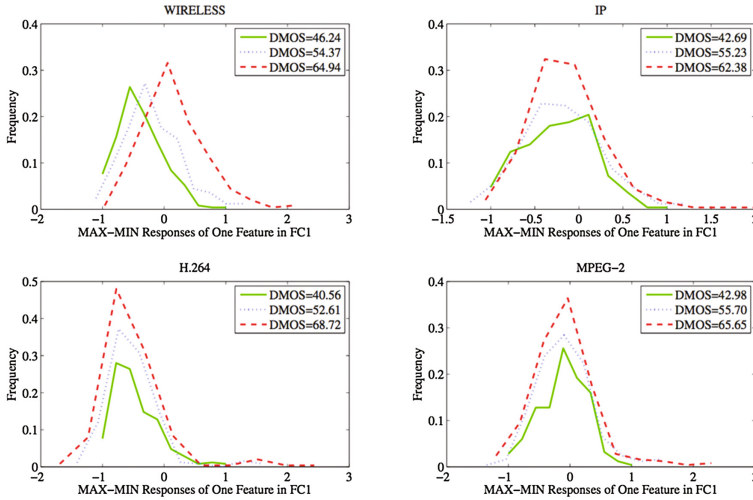 WIRELESS
0.4
0.3
0.2
0.1
0
Frequency
−2
−1
0
1
2
3
MAX−MIN Responses of One Feature in FC1
DMOS=46.24
DMOS=54.37
DMOS=64.94
IP
0.4
0.3
0.2
0.1
0
Frequency
−1.5
−1
−0.5
0
0.5
1
1.5
2
MAX−MIN Responses of One Feature in FC1
DMOS=42.69
DMOS=55.23
DMOS=62.38
H.264
0.5
0.4
0.3
0.2
0.1
0
Frequency
−2
−1
0
1
2
3
MAX−MIN Responses of One Feature in FC1
DMOS=40.56
DMOS=52.61
DMOS=68.72
MPEG−2
0.4
0.3
0.2
0.1
0
Frequency
−2
−1
0
1
2
3
MAX−MIN Responses of One Feature in FC1
DMOS=42.98
DMOS=55.70
DMOS=65.65